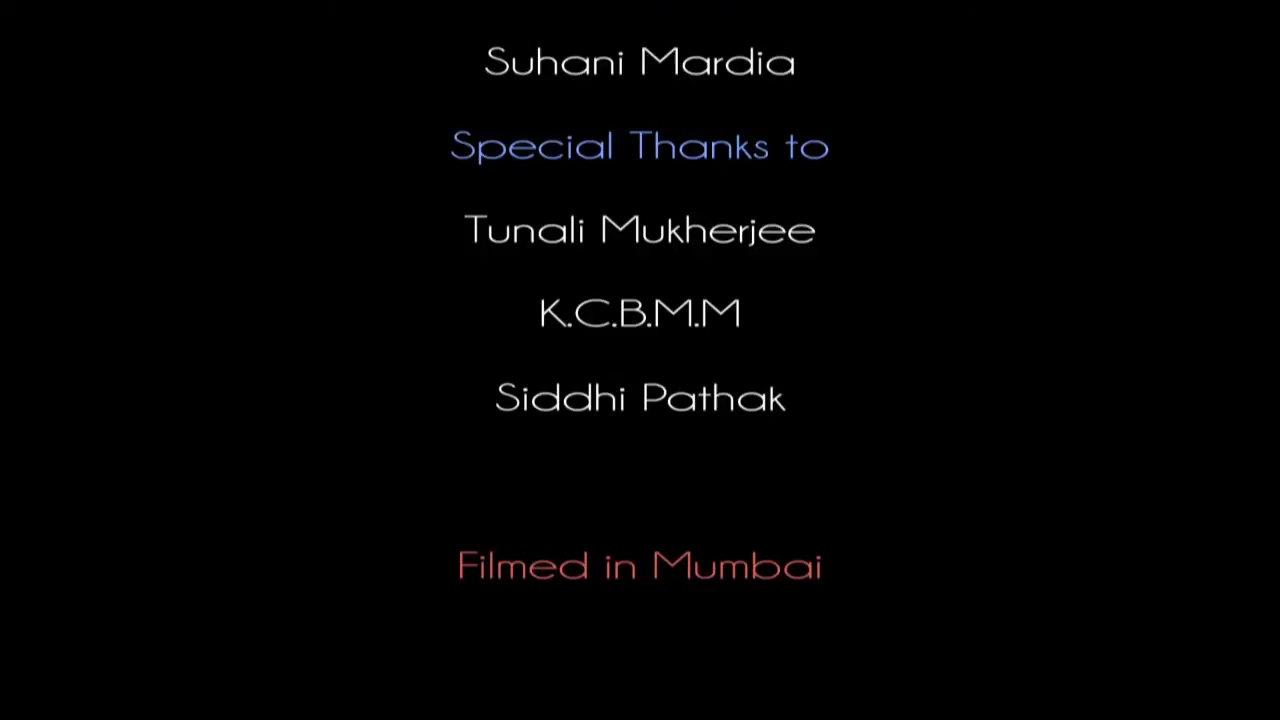 Suhani Mardia
Special Thanks to
Tunali Mukherjee
K.C.B.M.M
Siddhi Pathak
Filmed in Mumbai